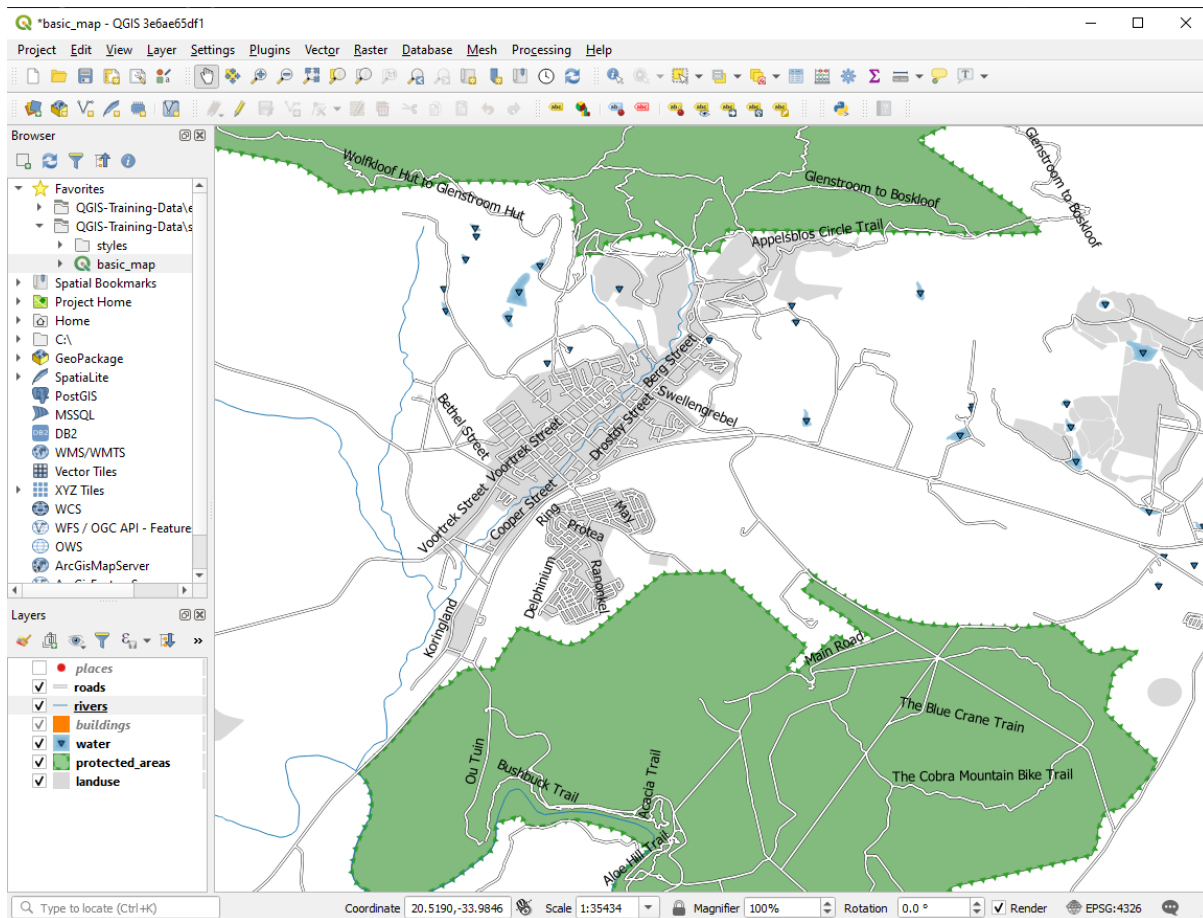 *basic_map - QGIS 3e6ae65df1
Project Edit View Layer Settings Plugins Vector Raster Database Mesh Processing Help
Browser
Favorites
QGIS-Training-Data\e
QGIS-Training-Data\s
styles
basic_map
Spatial Bookmarks
Project Home
Home
C:\
GeoPackage
SpatiaLite
PostGIS
MSSQL
DB2
WMS/WMTS
Vector Tiles
XYZ Tiles
WCS
WFS / OGC API - Feature
OWS
ArcGisMapServer
Layers
places
roads
rivers
buildings
water
protected_areas
landuse
Wolfkloof Hut to Glenstroom Hut
Glenstroom to Boskloof
Glenstroom to Boskloof
Appelsblos Circle Trail
Berg Street
Swellengrebel
Bethel Street
Drostdy Street
Voortrek Street
Voortrek Street
Cooper Street
Ring
May
Protea
Delphinium
Ranonkel
Koringland
Main Road
The Blue Crane Train
The Cobra Mountain Bike Trail
Ou Tuin
Bushbuck Trail
Acacia Trail
Aloe Hill Trail
Type to locate (Ctrl+K) Coordinate 20.5190,-33.9846 Scale 1:35434 Magnifier 100% Rotation 0.0 ° Render EPSG:4326